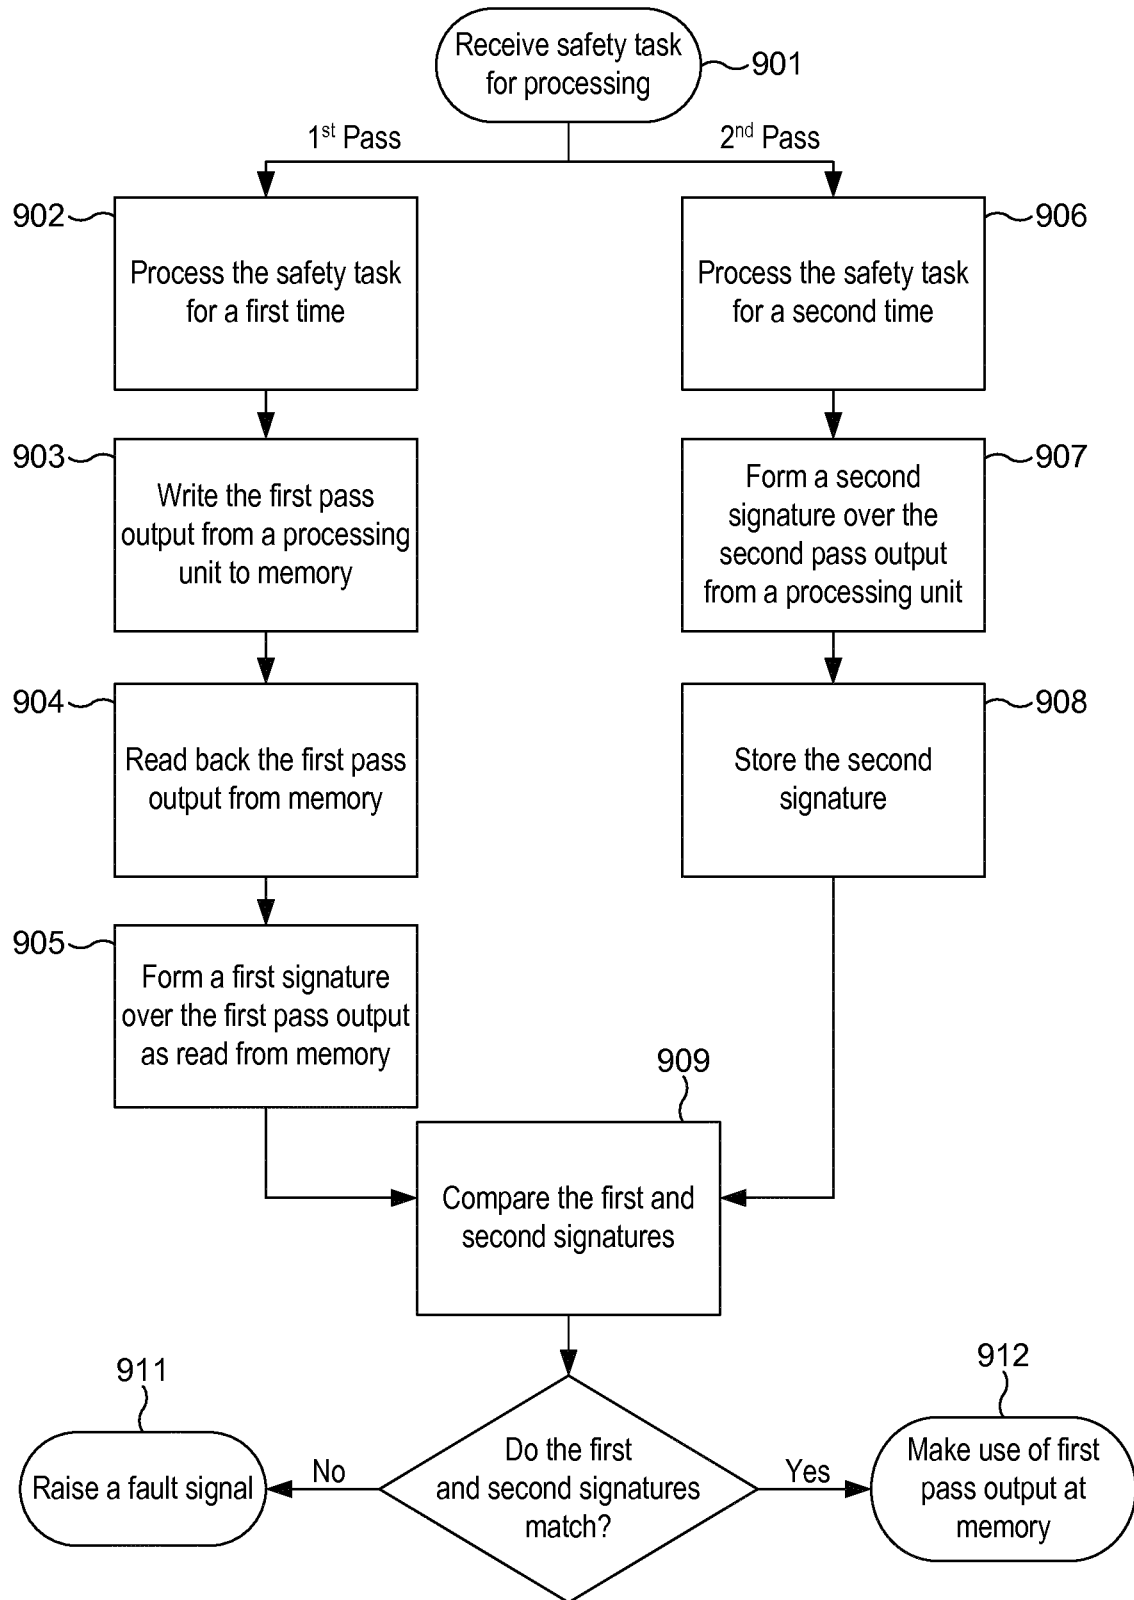 Receive safety task
for processing
901
1st Pass
2nd Pass
902
Process the safety task
for a first time
906
Process the safety task
for a second time
903
Write the first pass
output from a processing
unit to memory
907
Form a second
signature over the
second pass output
from a processing unit
904
Read back the first pass
output from memory
908
Store the second
signature
905
Form a first signature
over the first pass output
as read from memory
909
Compare the first and
second signatures
911
Raise a fault signal
No
Do the first
and second signatures
match?
Yes
912
Make use of first
pass output at
memory